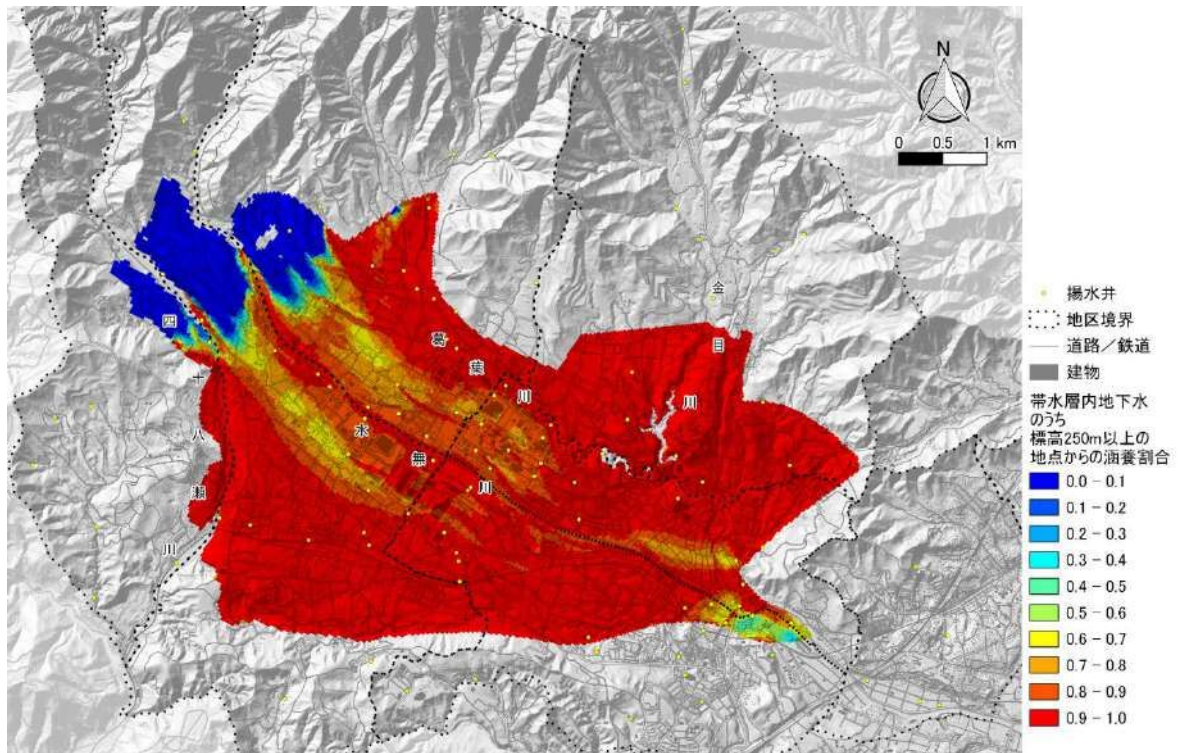 N
0 0.5 1 km
四十八瀬川
水無川
葛葉川
金目川
揚水井
地区境界
道路／鉄道
建物
帯水層内地下水
のうち
標高250m以上の
地点からの涵養割合
0.0 – 0.1
0.1 – 0.2
0.2 – 0.3
0.3 – 0.4
0.4 – 0.5
0.5 – 0.6
0.6 – 0.7
0.7 – 0.8
0.8 – 0.9
0.9 – 1.0